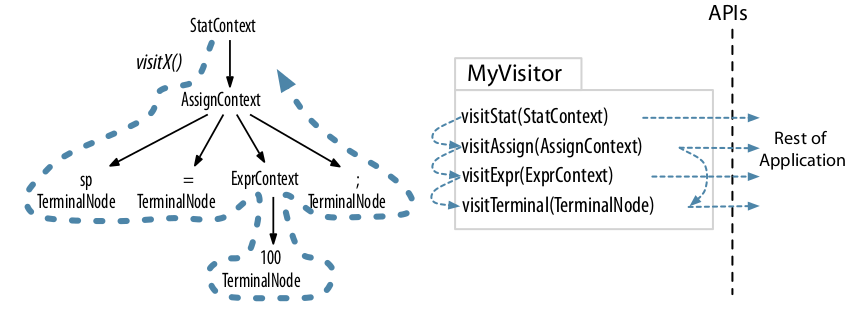 StatContext
visitX()
AssignContext
sp
TerminalNode
=
TerminalNode
ExprContext
;
TerminalNode
100
TerminalNode
MyVisitor
visitStat(StatContext)
visitAssign(AssignContext)
visitExpr(ExprContext)
visitTerminal(TerminalNode)
APIs
Rest of
Application